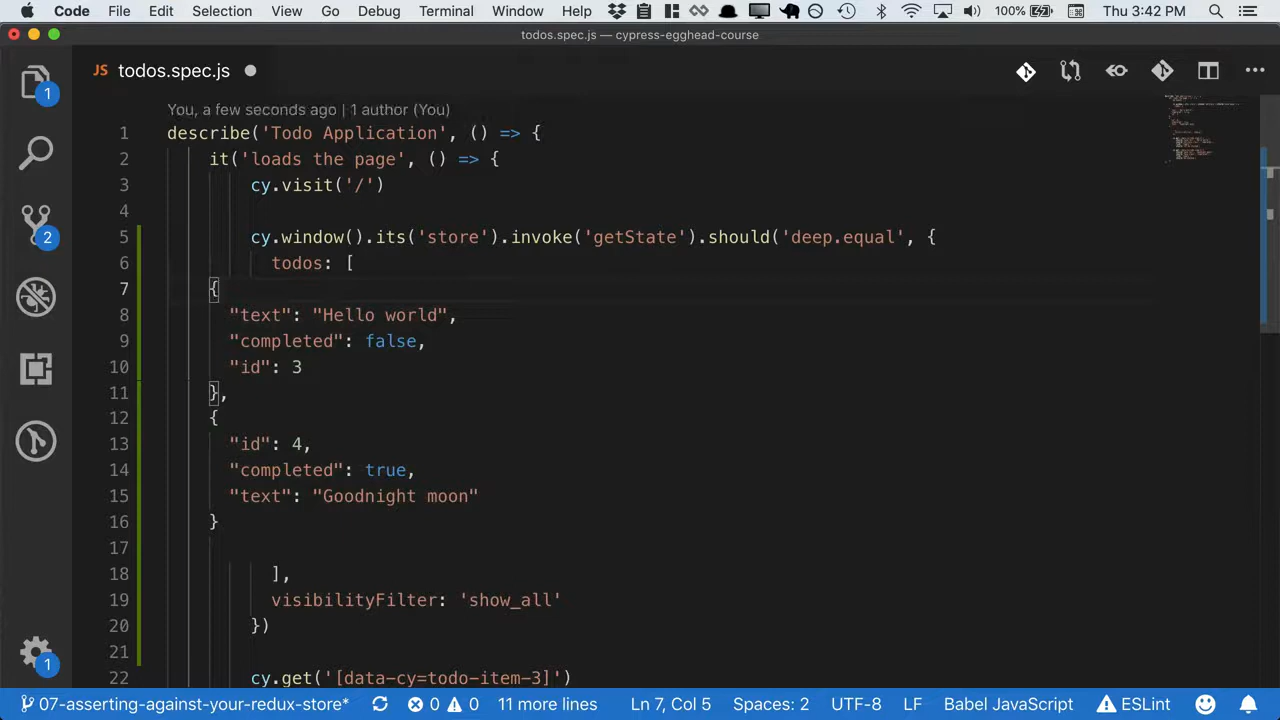 Code File Edit Selection View Go Debug Terminal Window Help 100% Thu 3:42 PM
todos.spec.js — cypress-egghead-course
JS todos.spec.js
1
You, a few seconds ago | 1 author (You)
1 describe('Todo Application', () => {
2 it('loads the page', () => {
3 cy.visit('/')
4
5 cy.window().its('store').invoke('getState').should('deep.equal', {
6 todos: [
7 {
8 "text": "Hello world",
9 "completed": false,
10 "id": 3
11 },
12 {
13 "id": 4,
14 "completed": true,
15 "text": "Goodnight moon"
16 }
17
18 ],
19 visibilityFilter: 'show_all'
20 })
21
22 cy.get('[data-cy=todo-item-3]')
2
1
07-asserting-against-your-redux-store* 0 0 11 more lines Ln 7, Col 5 Spaces: 2 UTF-8 LF Babel JavaScript ESLint